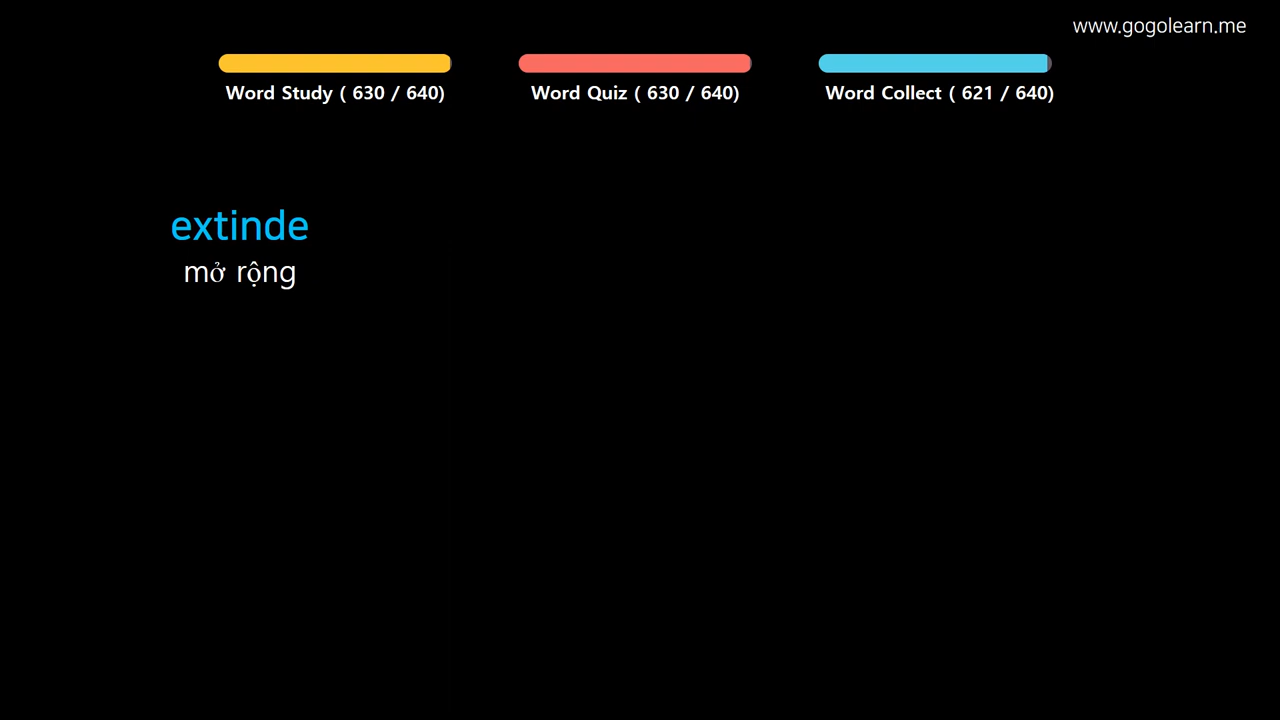 www.gogolearn.me
Word Study ( 630 / 640)
Word Quiz ( 630 / 640)
Word Collect ( 621 / 640)
extinde
mở rộng